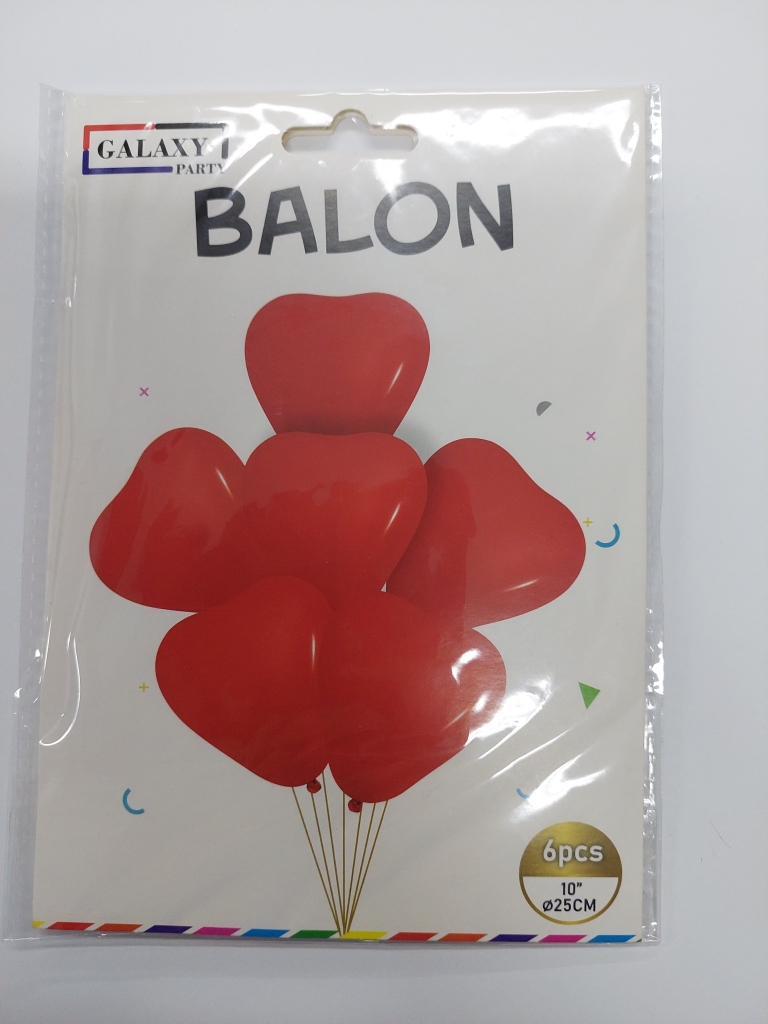 GALAXY
PARTY
BALON
6pcs
10”
Ø25CM